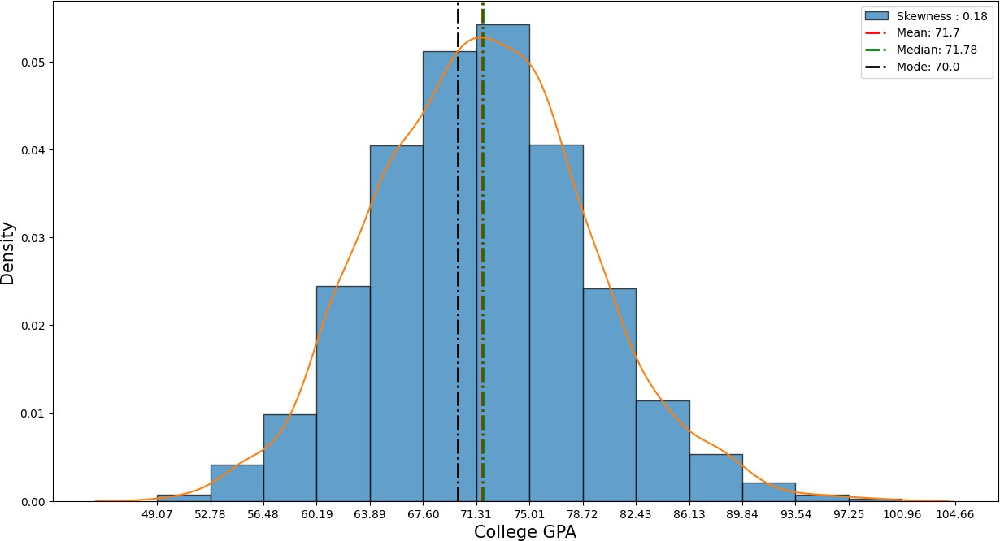 Skewness : 0.18
Mean: 71.7
Median: 71.78
Mode: 70.0
Density
0.05
0.04
0.03
0.02
0.01
0.00
49.07 52.78 56.48 60.19 63.89 67.60 71.31 75.01 78.72 82.43 86.13 89.84 93.54 97.25 100.96 104.66
College GPA